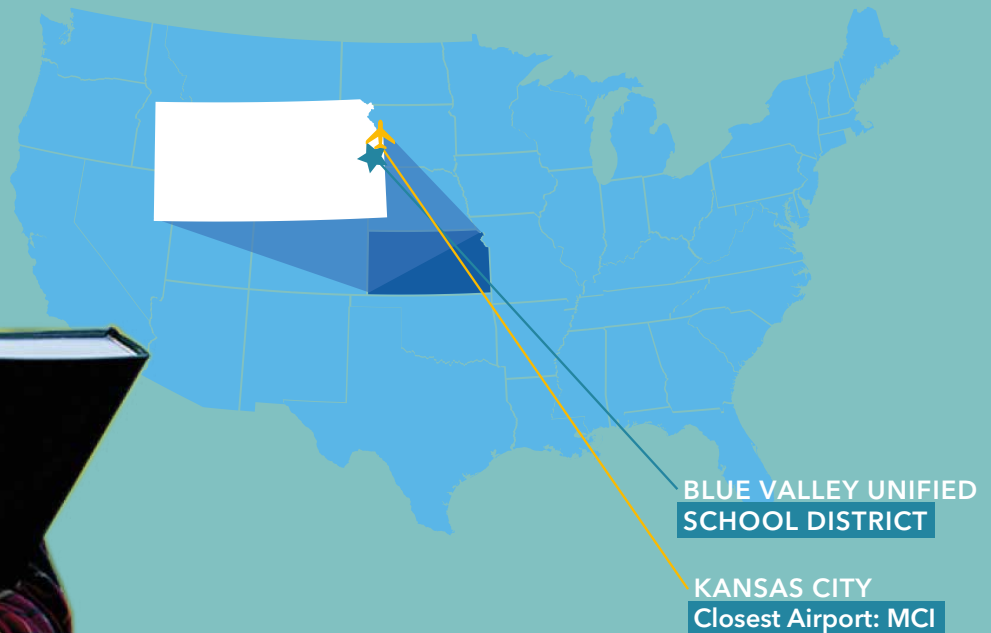 BLUE VALLEY UNIFIED
SCHOOL DISTRICT
KANSAS CITY
Closest Airport: MCI